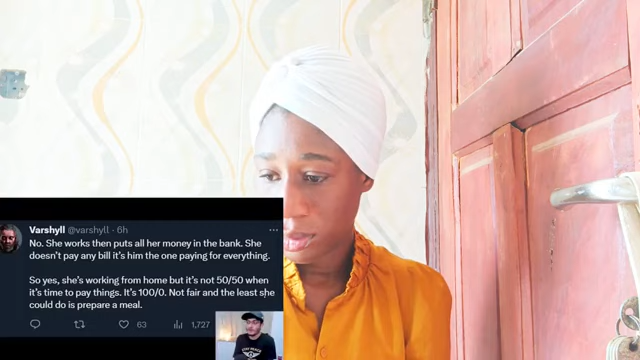 Varshyll @varshyll · 6h
No. She works then puts all her money in the bank. She
doesn't pay any bill it's him the one paying for everything.
So yes, she's working from home but it's not 50/50 when
it's time to pay things. It's 100/0. Not fair and the least she
could do is prepare a meal.
63 1,727